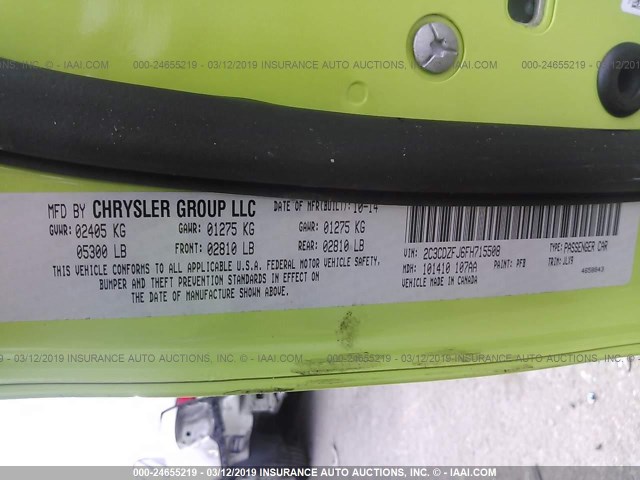 000-24655219 - 03/12/2019 INSURANCE AUTO AUCTIONS, INC. - © IAAI.COM
MFD BY CHRYSLER GROUP LLC
DATE OF MFR(BUILT): 10-14
GVWR: 02405 KG
GAWR: 01275 KG
GAWR: 01275 KG
05300 LB
FRONT: 02810 LB
REAR: 02810 LB
THIS VEHICLE CONFORMS TO ALL APPLICABLE U.S.A. FEDERAL MOTOR VEHICLE SAFETY,
BUMPER AND THEFT PREVENTION STANDARDS IN EFFECT ON
THE DATE OF MANUFACTURE SHOWN ABOVE.
VIN: 2C3CDZFJ6FH715508
TYPE: PASSENGER CAR
MDH: 101410 107AA
PAINT: PFB
TRIM: JLX9
VEHICLE MADE IN CANADA
000-24655219 - 03/12/2019 INSURANCE AUTO AUCTIONS, INC. - © IAAI.COM
000-24655219 - 03/12/2019 INSURANCE AUTO AUCTIONS, INC. - © IAAI.COM